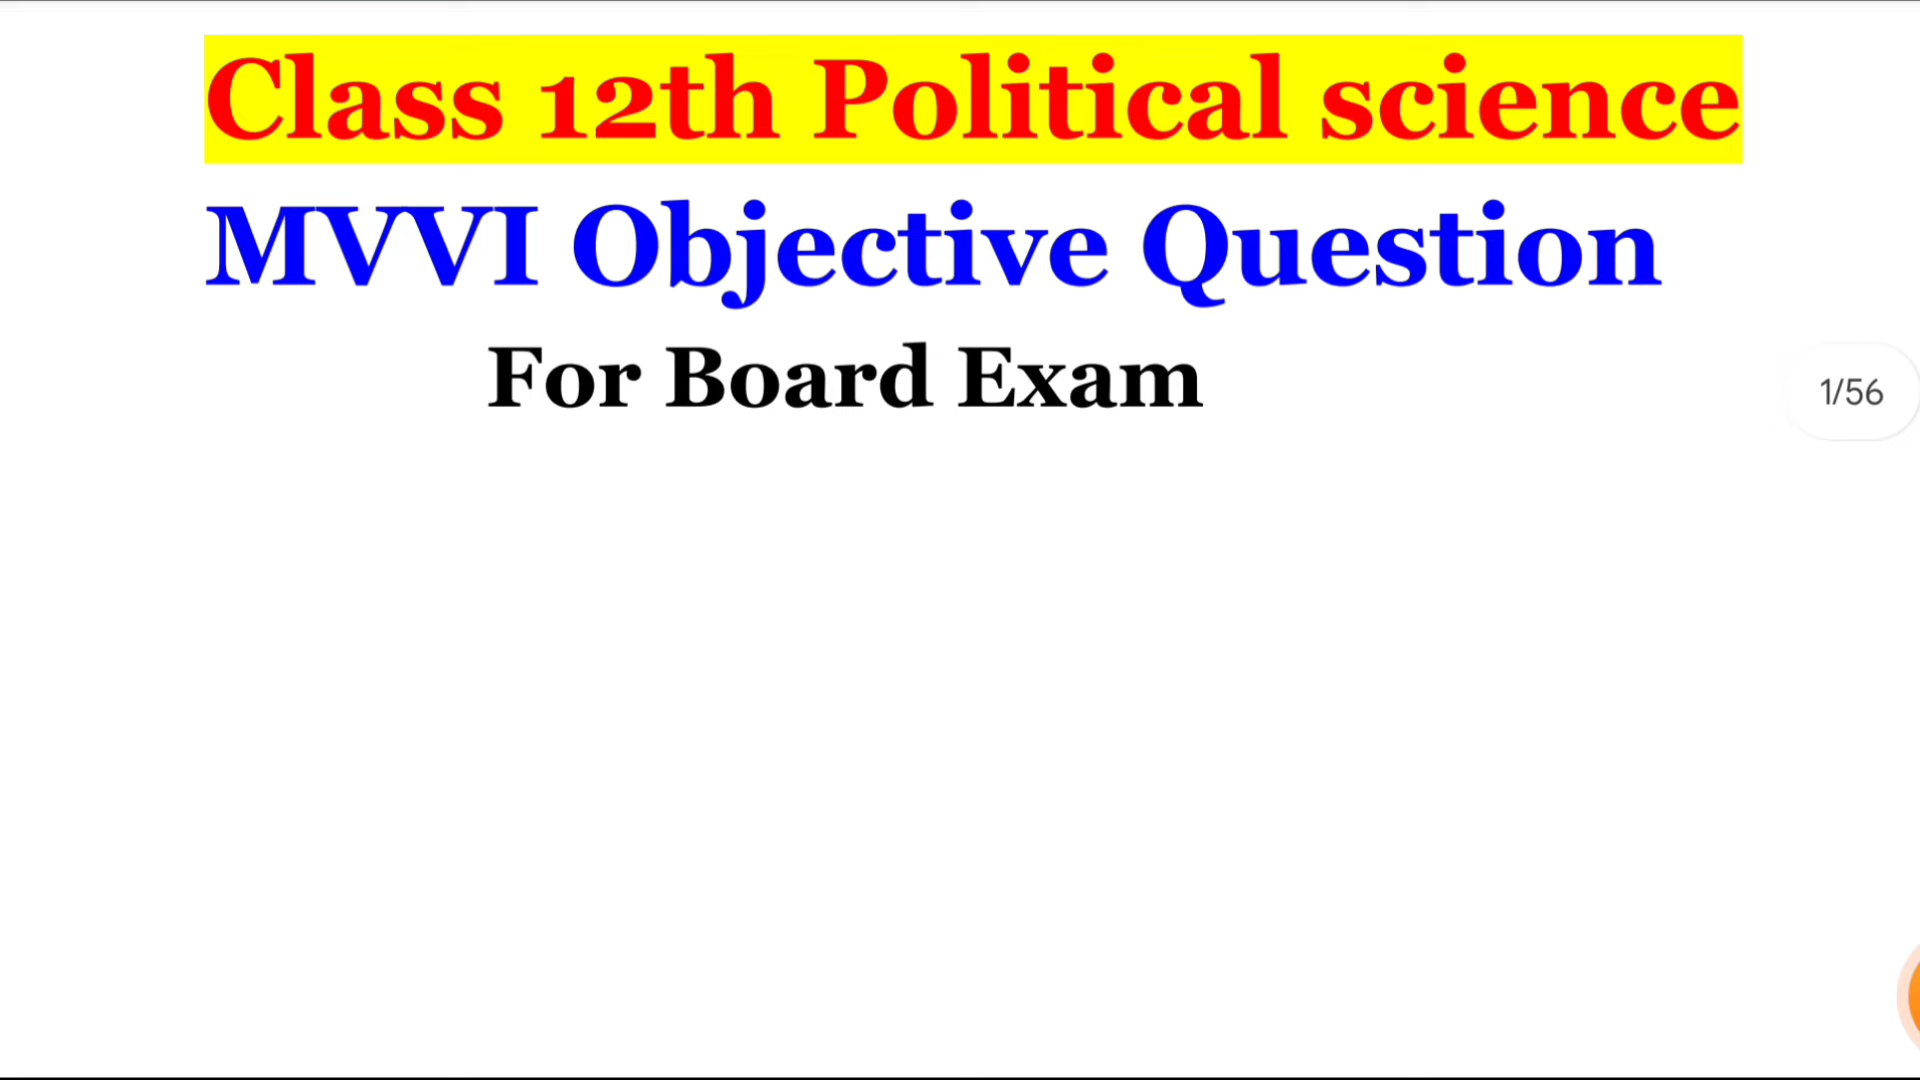 Class 12th Political science
MVVI Objective Question
For Board Exam
1/56